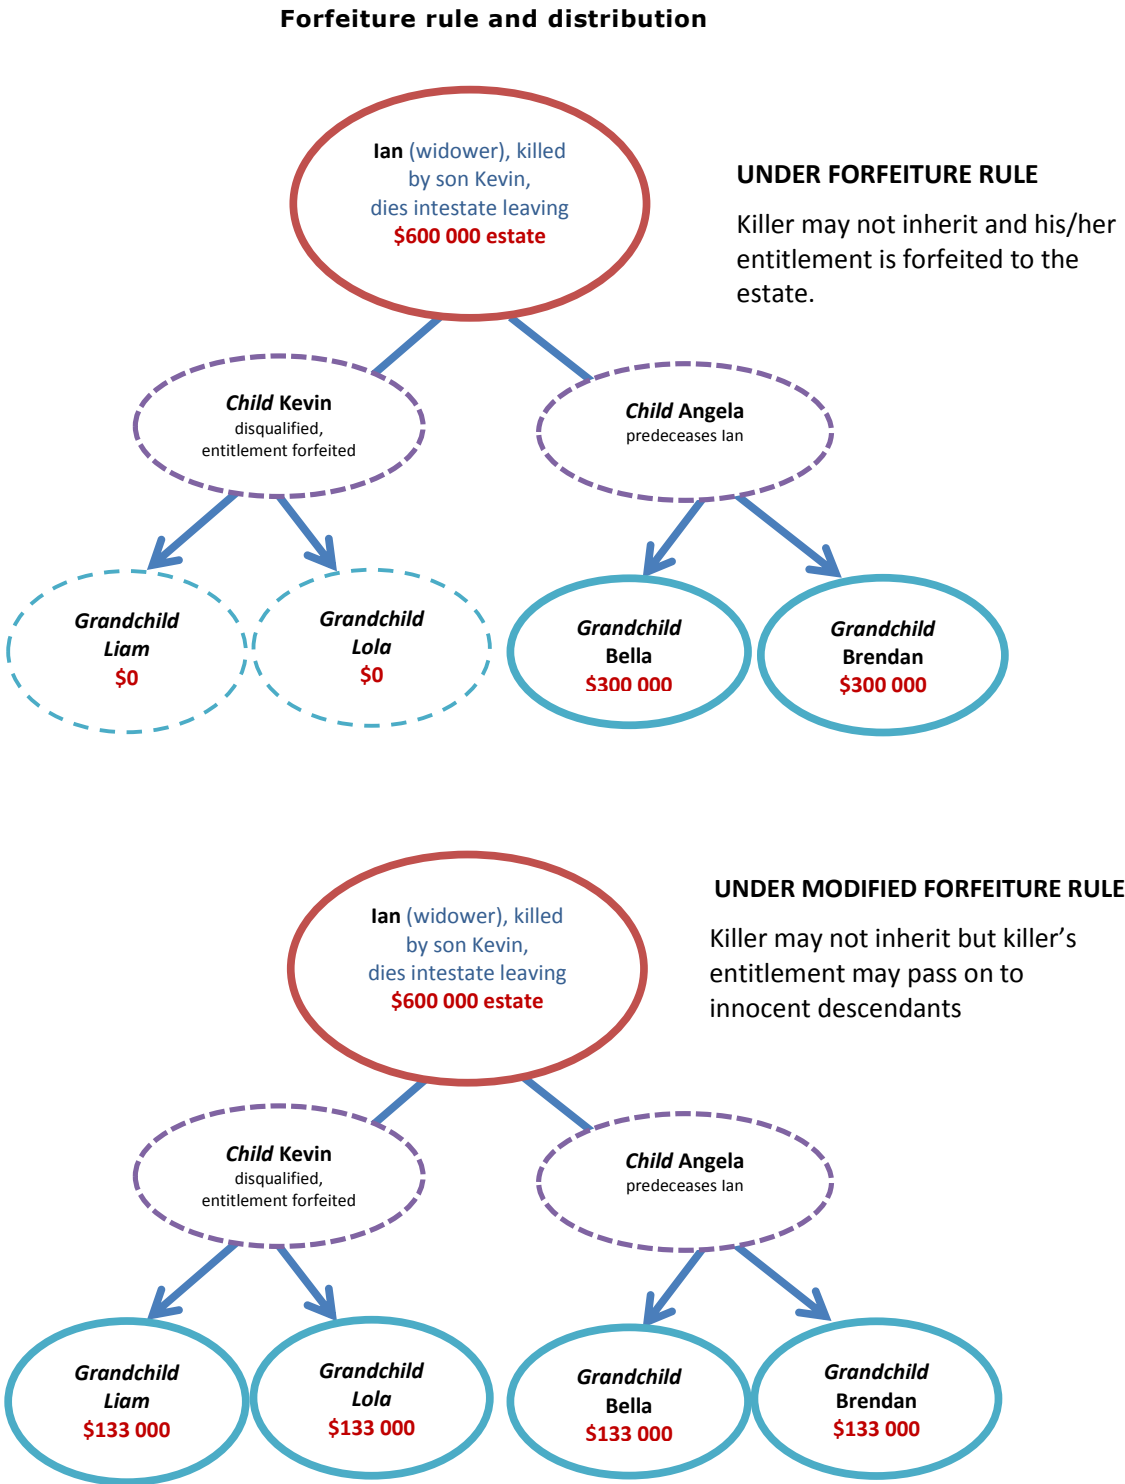 Forfeiture rule and distribution
Ian (widower), killed
by son Kevin,
dies intestate leaving
$600 000 estate
UNDER FORFEITURE RULE
Killer may not inherit and his/her
entitlement is forfeited to the
estate.
Child Kevin
disqualified,
entitlement forfeited
Child Angela
predeceases Ian
Grandchild
Liam
$0
Grandchild
Lola
$0
Grandchild
Bella
$300 000
Grandchild
Brendan
$300 000
Ian (widower), killed
by son Kevin,
dies intestate leaving
$600 000 estate
UNDER MODIFIED FORFEITURE RULE
Killer may not inherit but killer’s
entitlement may pass on to
innocent descendants
Child Kevin
disqualified,
entitlement forfeited
Child Angela
predeceases Ian
Grandchild
Liam
$133 000
Grandchild
Lola
$133 000
Grandchild
Bella
$133 000
Grandchild
Brendan
$133 000